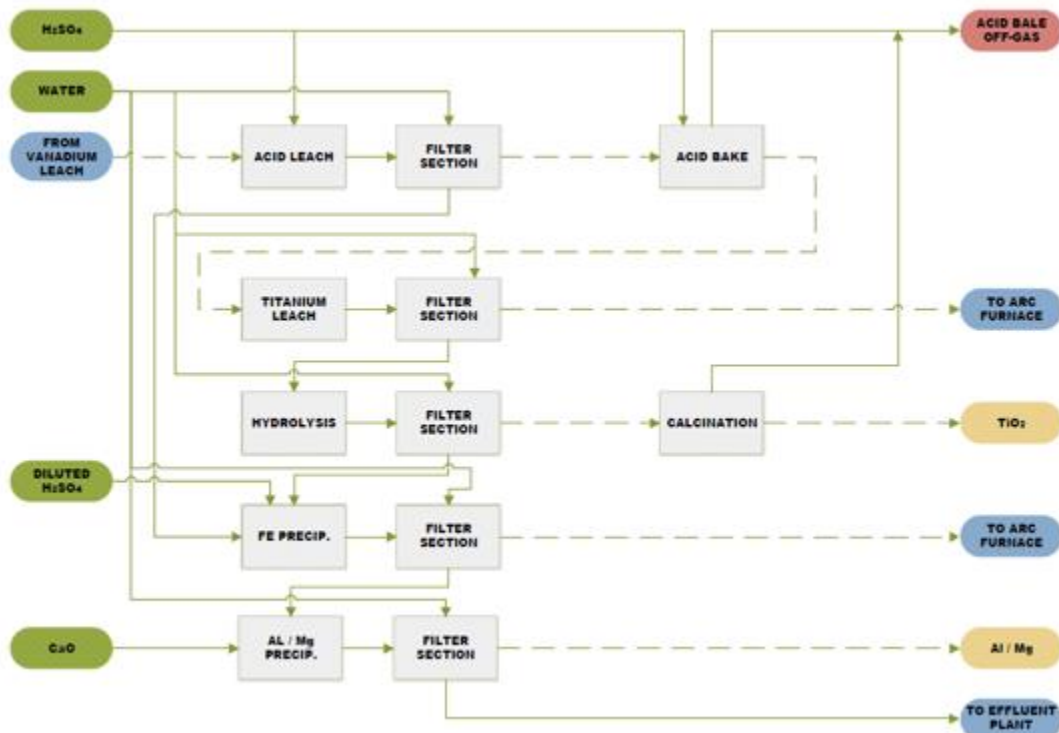 H₂SO₄
ACID BALE
OFF-GAS
WATER
FROM
VANADIUM
LEACH
ACID LEACH
FILTER
SECTION
ACID BAKE
TITANIUM
LEACH
FILTER
SECTION
TO ARC
FURNACE
HYDROLYSIS
FILTER
SECTION
CALCINATION
TiO₂
DILUTED
H₂SO₄
FE PRECIP.
FILTER
SECTION
TO ARC
FURNACE
CaO
AL / Mg
PRECIP.
FILTER
SECTION
Al / Mg
TO EFFLUENT
PLANT